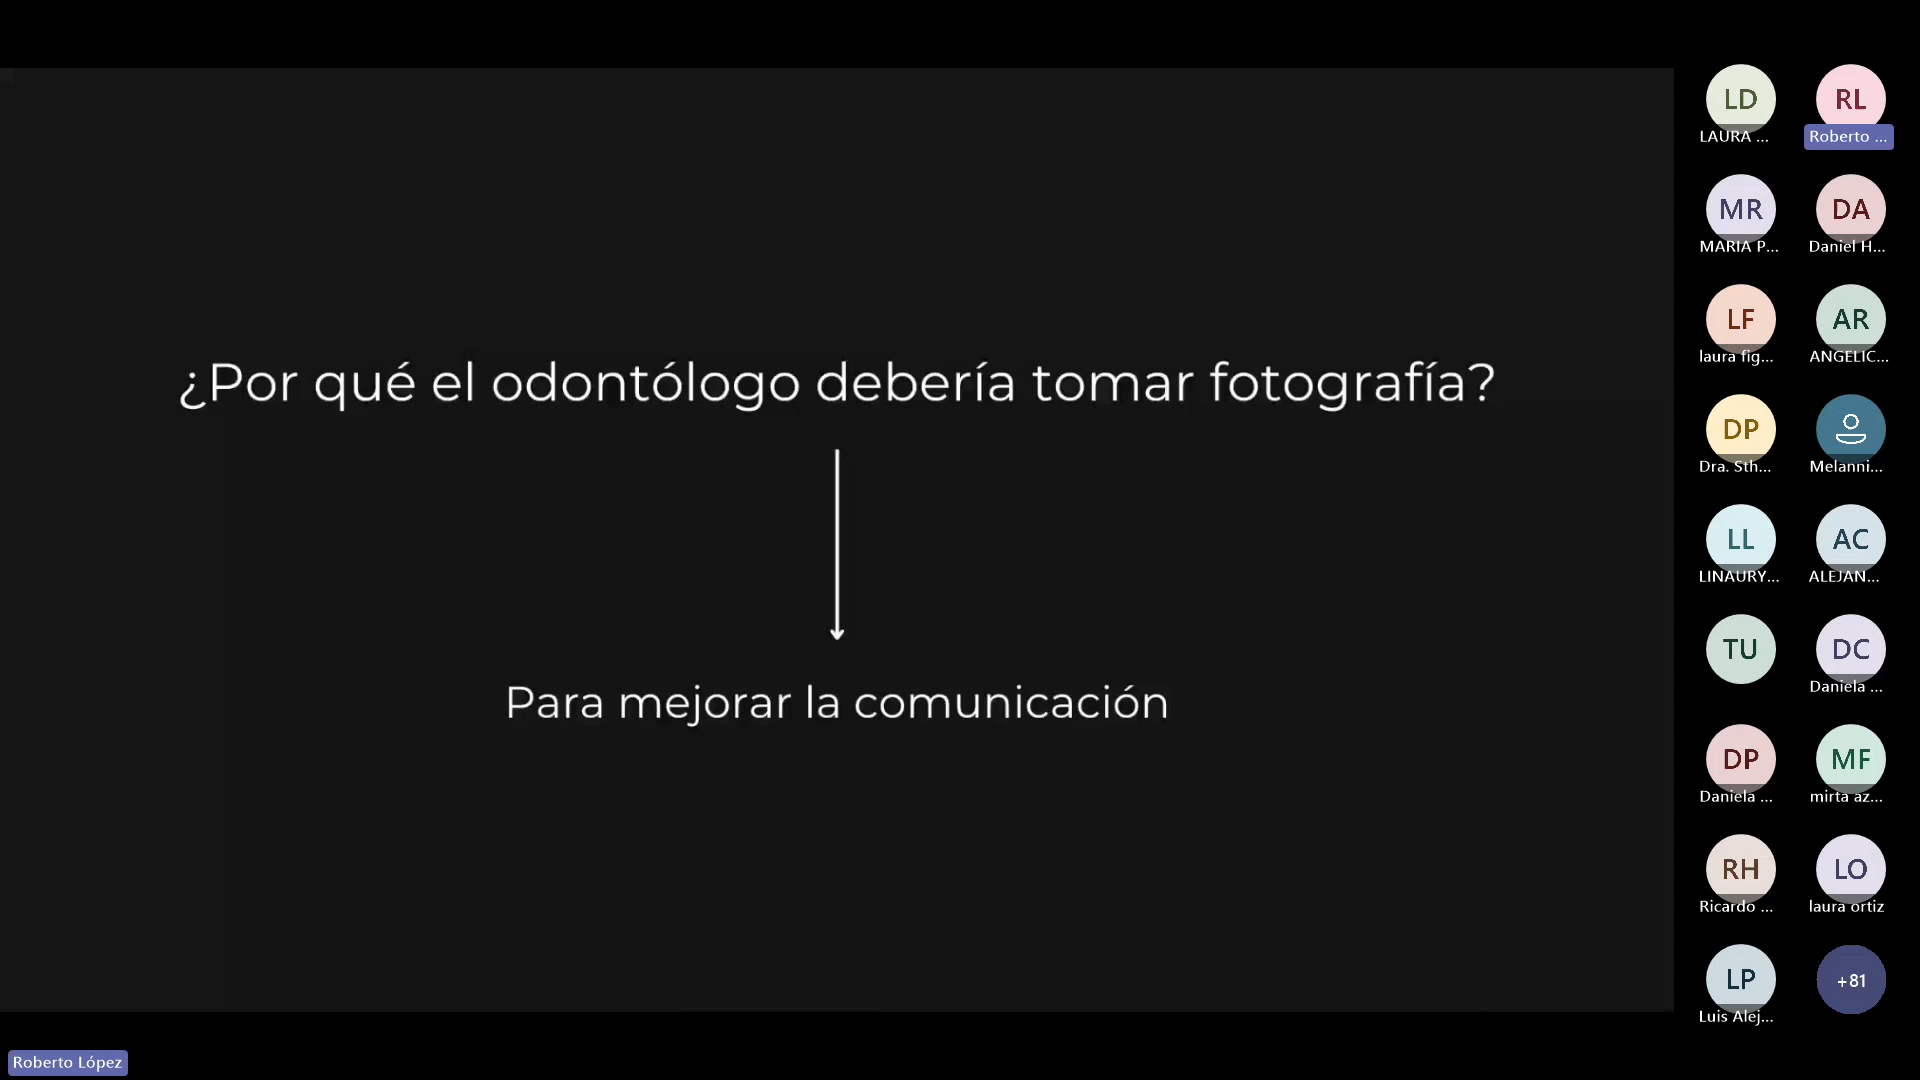 ¿Por qué el odontólogo debería tomar fotografía?
Para mejorar la comunicación
LD
LAURA ...
RL
Roberto ...
MR
MARIA P...
DA
Daniel H...
LF
laura fig...
AR
ANGELIC...
DP
Dra. Sth...
Melanni...
LL
LINAURY...
AC
ALEJAN...
TU
DC
Daniela ...
DP
Daniela ...
MF
mirta az...
RH
Ricardo ...
LO
laura ortiz
LP
Luis Alej...
+81
Roberto López